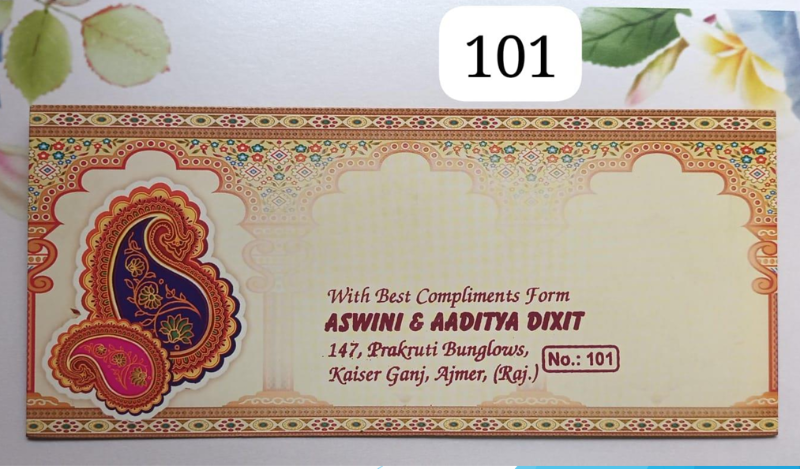 101
With Best Compliments Form
ASWINI & AADITYA DIXIT
147, Prakruti Bunglows,
Kaiser Ganj, Ajmer, (Raj.)
No.: 101